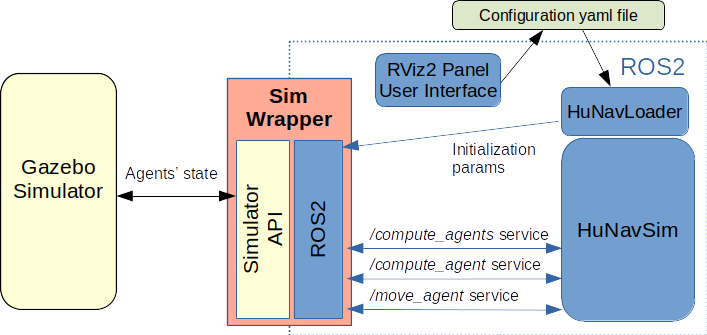 Configuration yaml file
ROS2
RViz2 Panel
User Interface
Sim
Wrapper
HuNavLoader
Gazebo
Simulator
Agents' state
Simulator
API
ROS2
Initialization
params
HuNavSim
/compute_agents service
/compute_agent service
/move_agent service